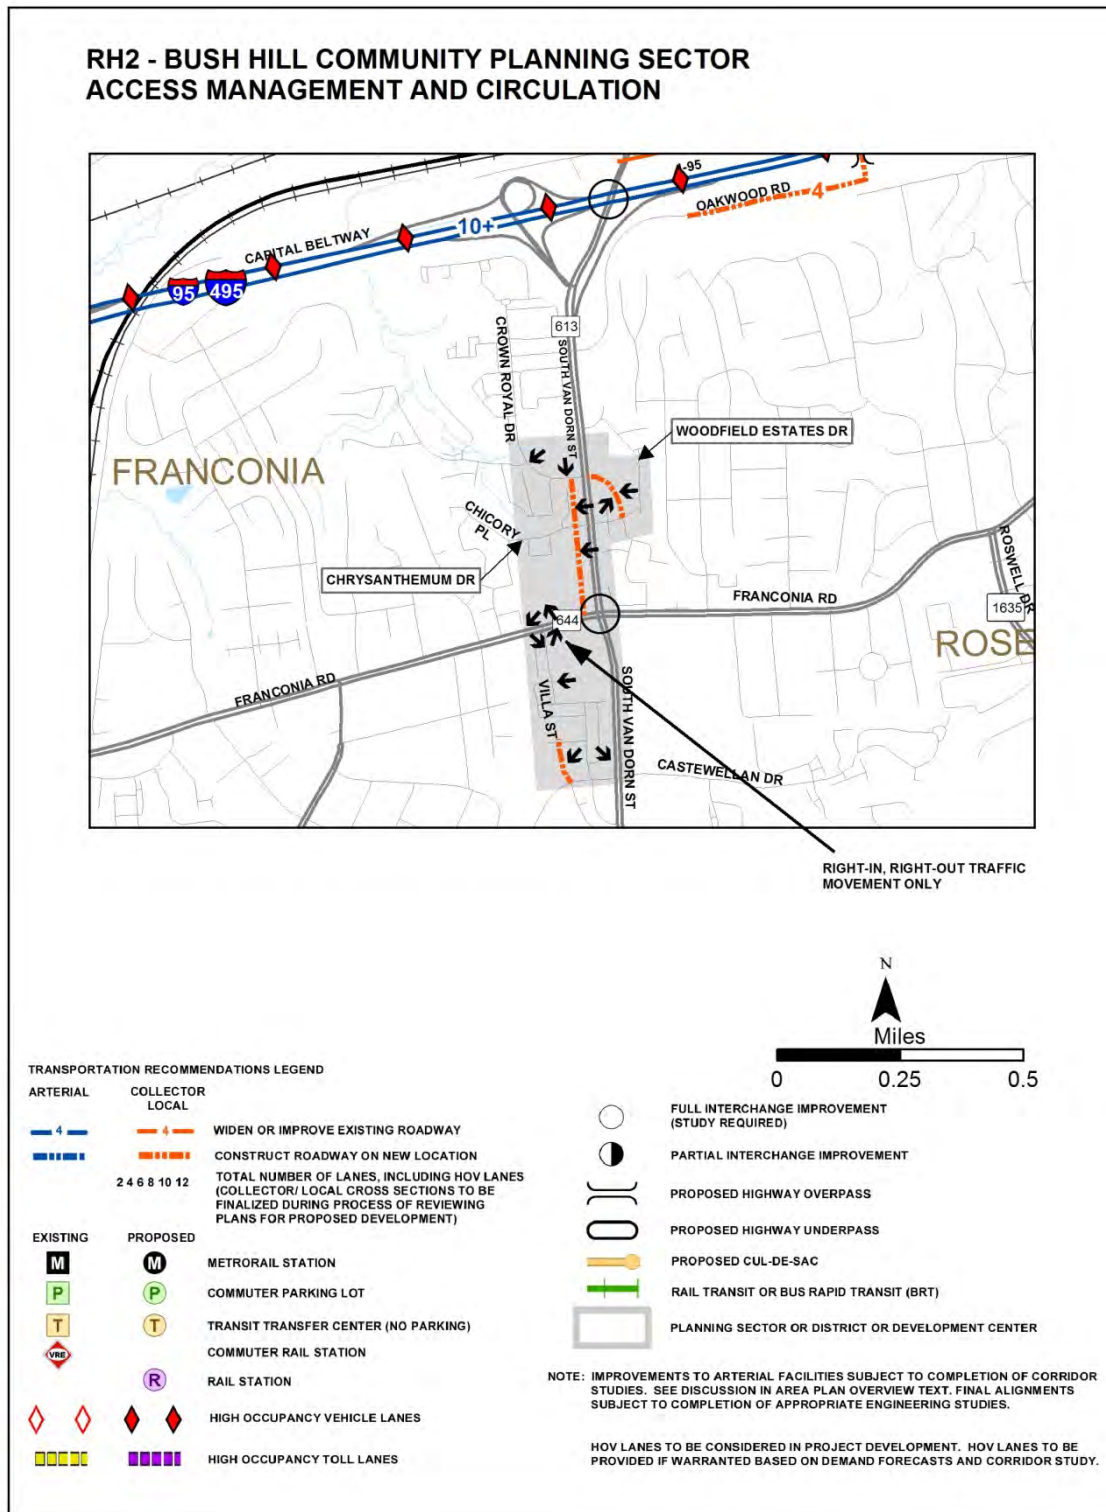 RH2 - BUSH HILL COMMUNITY PLANNING SECTOR
ACCESS MANAGEMENT AND CIRCULATION
-95
OAKWOOD RD
4
10+
CAPITAL BELTWAY
95
495
CROWN ROYAL DR
613
SOUTH VAN DORN ST
WOODFIELD ESTATES DR
FRANCONIA
CHICORY
PL
CHRYSANTHEMUM DR
ROSWELL DR
FRANCONIA RD
1635
644
ROSE
FRANCONIA RD
VILLA ST
SOUTH VAN DORN ST
CASTEWELLAN DR
RIGHT-IN, RIGHT-OUT TRAFFIC
MOVEMENT ONLY
N
Miles
0 0.25 0.5
TRANSPORTATION RECOMMENDATIONS LEGEND
ARTERIAL COLLECTOR
LOCAL
4 4 WIDEN OR IMPROVE EXISTING ROADWAY
CONSTRUCT ROADWAY ON NEW LOCATION
2 4 6 8 10 12 TOTAL NUMBER OF LANES, INCLUDING HOV LANES
(COLLECTOR/ LOCAL CROSS SECTIONS TO BE
FINALIZED DURING PROCESS OF REVIEWING
PLANS FOR PROPOSED DEVELOPMENT)
EXISTING PROPOSED
M M METRORAIL STATION
P P COMMUTER PARKING LOT
T T TRANSIT TRANSFER CENTER (NO PARKING)
VRE COMMUTER RAIL STATION
R RAIL STATION
HIGH OCCUPANCY VEHICLE LANES
HIGH OCCUPANCY TOLL LANES
FULL INTERCHANGE IMPROVEMENT
(STUDY REQUIRED)
PARTIAL INTERCHANGE IMPROVEMENT
PROPOSED HIGHWAY OVERPASS
PROPOSED HIGHWAY UNDERPASS
PROPOSED CUL-DE-SAC
RAIL TRANSIT OR BUS RAPID TRANSIT (BRT)
PLANNING SECTOR OR DISTRICT OR DEVELOPMENT CENTER
NOTE: IMPROVEMENTS TO ARTERIAL FACILITIES SUBJECT TO COMPLETION OF CORRIDOR
STUDIES. SEE DISCUSSION IN AREA PLAN OVERVIEW TEXT. FINAL ALIGNMENTS
SUBJECT TO COMPLETION OF APPROPRIATE ENGINEERING STUDIES.
HOV LANES TO BE CONSIDERED IN PROJECT DEVELOPMENT. HOV LANES TO BE
PROVIDED IF WARRANTED BASED ON DEMAND FORECASTS AND CORRIDOR STUDY.